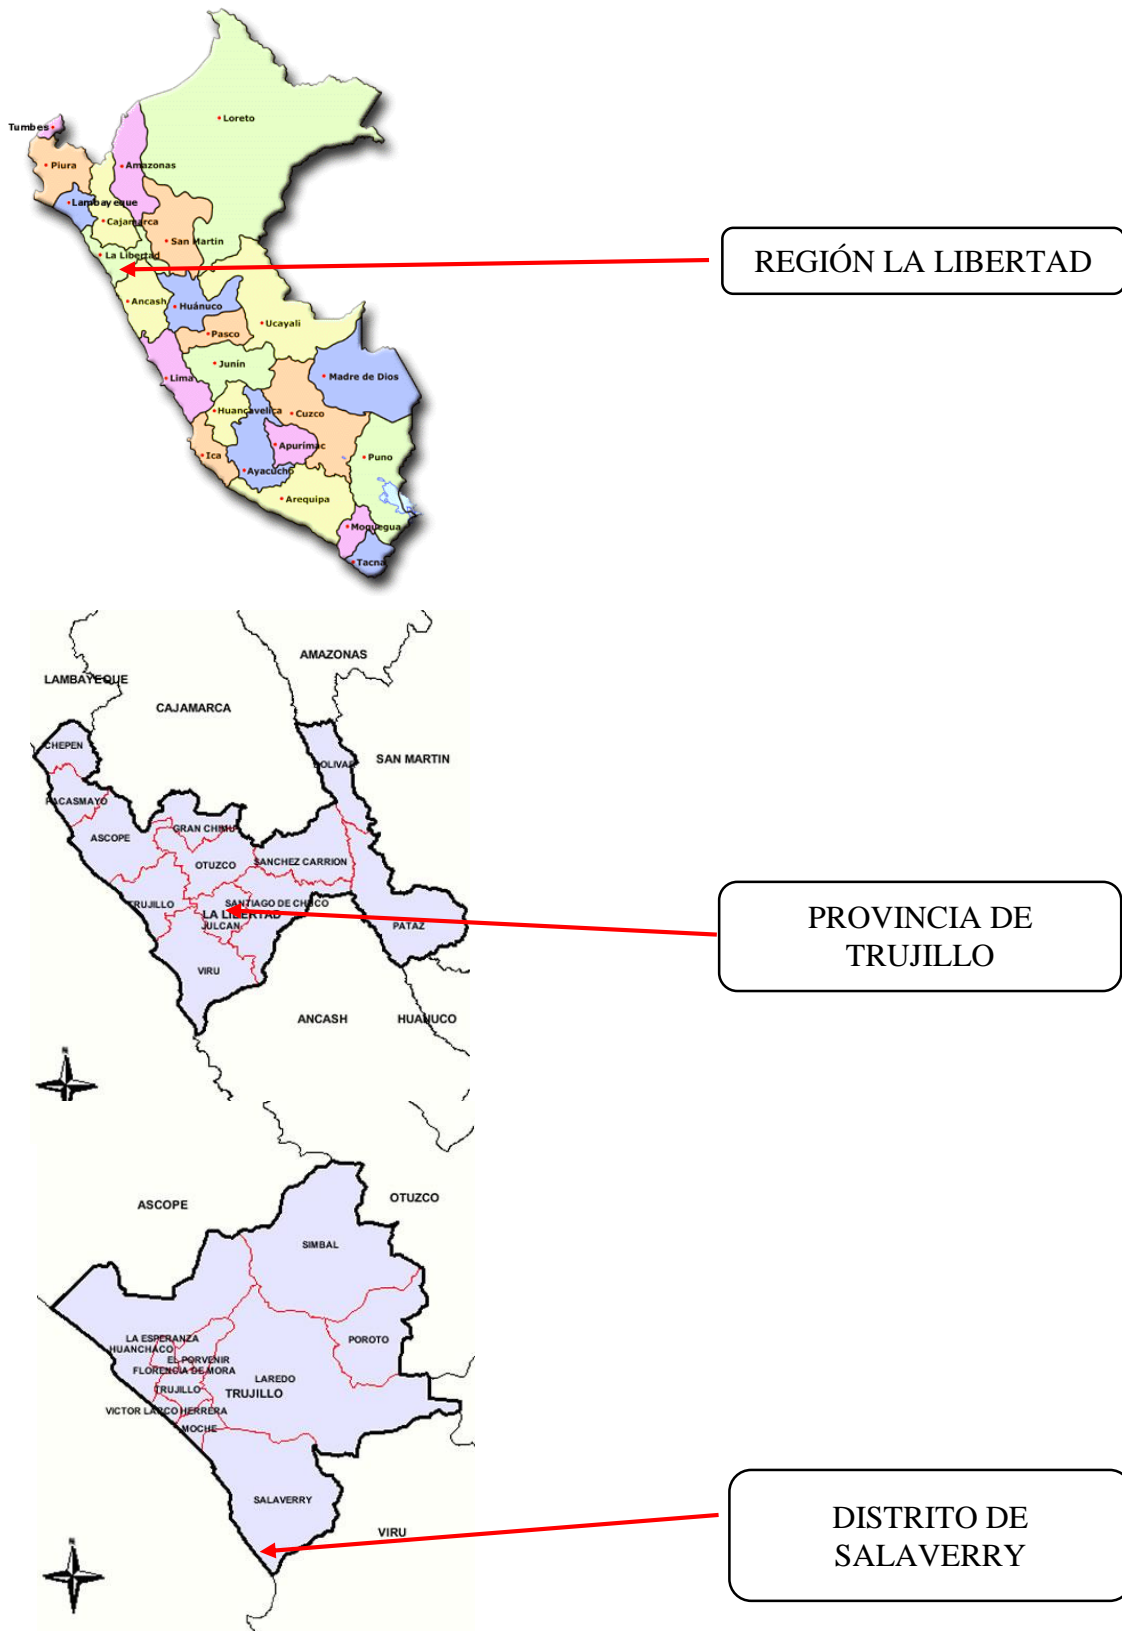 Loreto
Tumbes
Piura
Amazonas
Lambayeque
Cajamarca
San Martin
La Libertad
REGIÓN LA LIBERTAD
Ancash
Huánuco
Ucayali
Pasco
Junín
Lima
Madre de Dios
Huancavelica
Cuzco
Apurímac
Ica
Puno
Ayacucho
Arequipa
Moquegua
Tacna
AMAZONAS
LAMBAYEQUE
CAJAMARCA
CHEPEN
SAN MARTIN
BOLIVAR
PACASMAYO
GRAN CHIMU
ASCOPE
OTUZCO
SANCHEZ CARRION
TRUJILLO
SANTIAGO DE CHUCO
LA LIBERTAD
JULCAN
PATAZ
PROVINCIA DE
TRUJILLO
VIRU
ANCASH
HUANUCO
N
ASCOPE
OTUZCO
SIMBAL
LA ESPERANZA
HUANCHACO
POROTO
EL PORVENIR
FLORENCIA DE MORA
LAREDO
TRUJILLO
TRUJILLO
VICTOR LARCO HERRERA
MOCHE
SALAVERRY
VIRU
DISTRITO DE
SALAVERRY
N